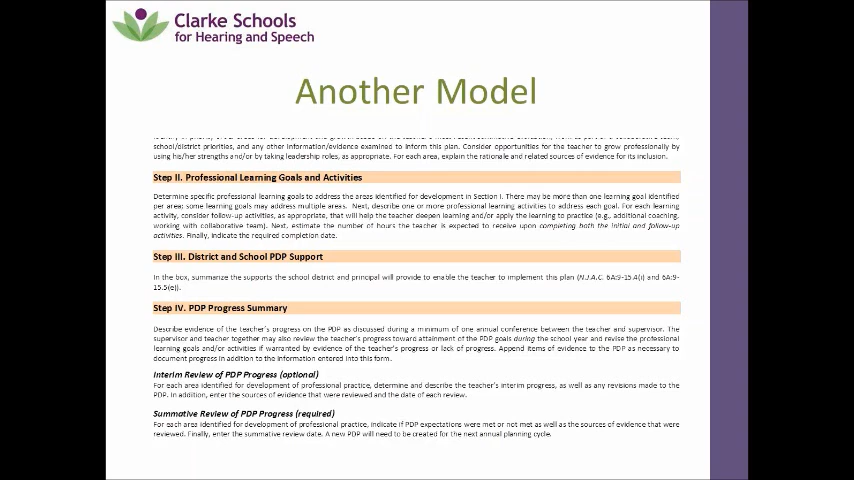 Clarke Schools
for Hearing and Speech
Another Model
school/district priorities, and any other information/evidence examined to inform this plan. Consider opportunities for the teacher to grow professionally by
using his/her strengths and/or by taking leadership roles, as appropriate. For each area, explain the rationale and related sources of evidence for its inclusion.
Step II. Professional Learning Goals and Activities
Determine specific professional learning goals to address the areas identified for development in Section I. There may be more than one learning goal identified
per area; some learning goals may address multiple areas. Next, describe one or more professional learning activities to address each goal. For each learning
activity, consider follow-up activities, as appropriate, that will help the teacher deepen learning and/or apply the learning to practice (e.g., additional coaching,
working with collaborative team). Next, estimate the number of hours the teacher is expected to receive upon completing both the initial and follow-up
activities. Finally, indicate the required completion date.
Step III. District and School PDP Support
In the box, summarize the supports the school district and principal will provide to enable the teacher to implement this plan (N.J.A.C. 6A:9-15.4(i) and 6A:9-
15.5(e)).
Step IV. PDP Progress Summary
Describe evidence of the teacher's progress on the PDP as discussed during a minimum of one annual conference between the teacher and supervisor. The
supervisor and teacher together may also review the teacher's progress toward attainment of the PDP goals during the school year and revise the professional
learning goals and/or activities if warranted by evidence of the teacher's progress or lack of progress. Append items of evidence to the PDP as necessary to
document progress in addition to the information entered into this form.
Interim Review of PDP Progress (optional)
For each area identified for development of professional practice, determine and describe the teacher's interim progress, as well as any revisions made to the
PDP. In addition, enter the sources of evidence that were reviewed and the date of each review.
Summative Review of PDP Progress (required)
For each area identified for development of professional practice, indicate if PDP expectations were met or not met as well as the sources of evidence that were
reviewed. Finally, enter the summative review date. A new PDP will need to be created for the next annual planning cycle.